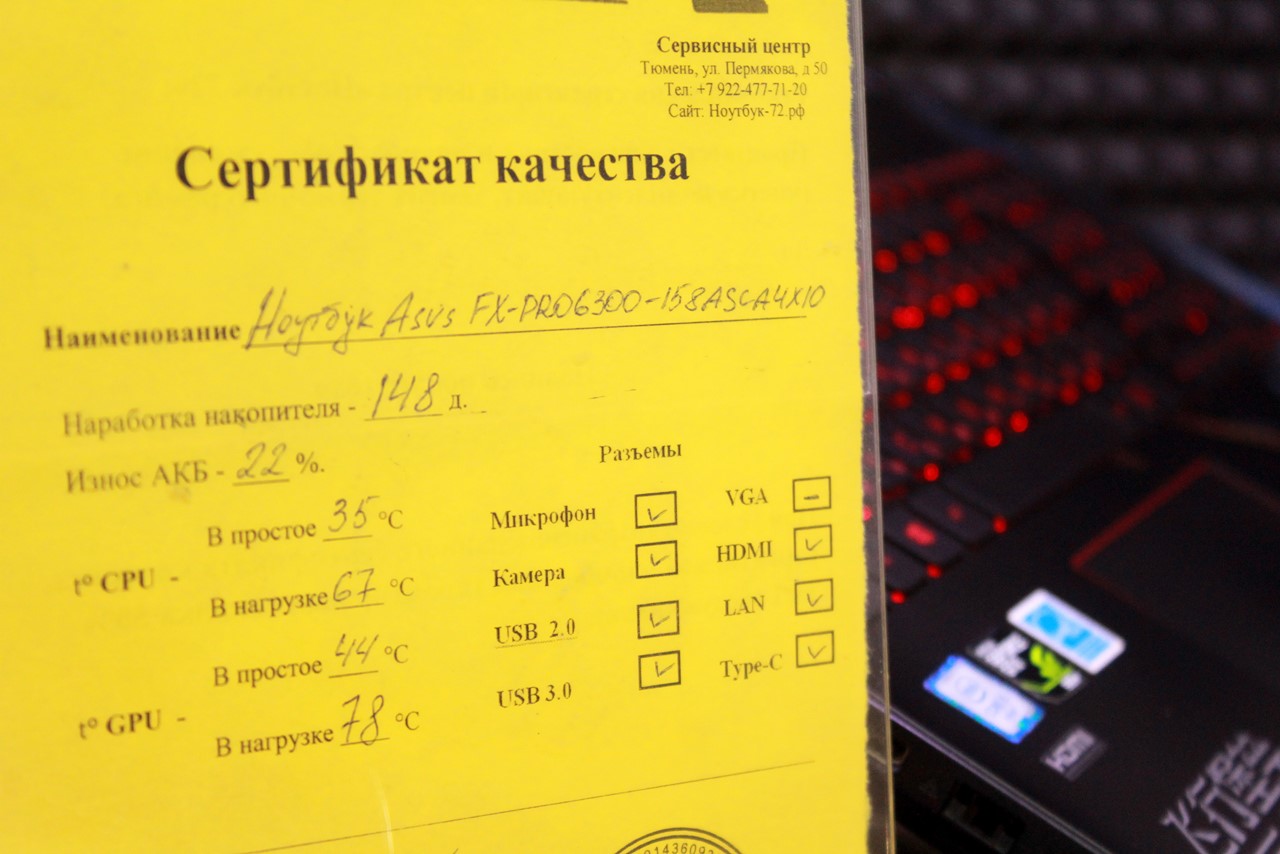 Сервисный центр
Тюмень, ул. Пермякова, д 50
Тел: +7 922-477-71-20
Сайт: Ноутбук-72.рф
Сертификат качества
Наименование Ноутбук Asus FX-PRO6300-158ASCA4X10
Наработка накопителя - 148 д.
Износ АКБ - 22 %.
t° CPU -
В простое 35 °C
В нагрузке 67 °C
t° GPU -
В простое 44 °C
В нагрузке 78 °C
Разъемы
Микрофон
Камера
USB 2.0
USB 3.0
VGA
HDMI
LAN
Type-C
HDMI